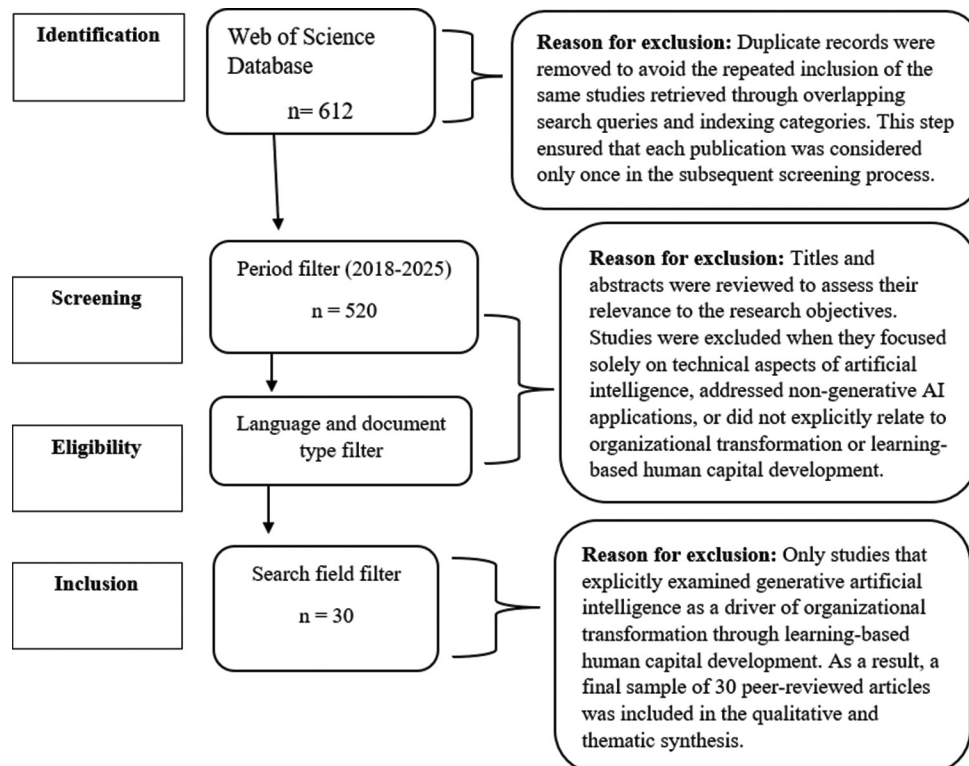 Identification
Web of Science
Database
n= 612
Reason for exclusion: Duplicate records were
removed to avoid the repeated inclusion of the
same studies retrieved through overlapping
search queries and indexing categories. This step
ensured that each publication was considered
only once in the subsequent screening process.
Screening
Period filter (2018-2025)
n = 520
Reason for exclusion: Titles and
abstracts were reviewed to assess their
relevance to the research objectives.
Studies were excluded when they focused
solely on technical aspects of artificial
intelligence, addressed non-generative AI
applications, or did not explicitly relate to
organizational transformation or learning-
based human capital development.
Eligibility
Language and document
type filter
Inclusion
Search field filter
n = 30
Reason for exclusion: Only studies that
explicitly examined generative artificial
intelligence as a driver of organizational
transformation through learning-based
human capital development. As a result, a
final sample of 30 peer-reviewed articles
was included in the qualitative and
thematic synthesis.